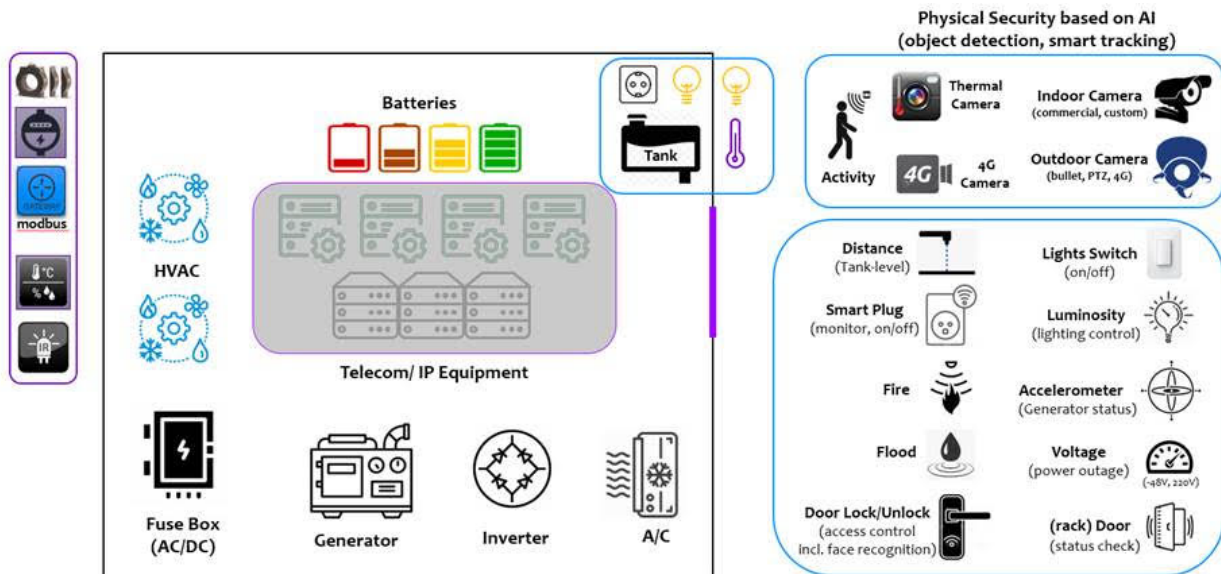 Physical Security based on AI
(object detection, smart tracking)
Batteries
Tank
Activity
Thermal
Camera
4G
4G
Camera
Indoor Camera
(commercial, custom)
Outdoor Camera
(bullet, PTZ, 4G)
GATEWAY
modbus
°C
%
IR
HVAC
Telecom/ IP Equipment
Fuse Box
(AC/DC)
Generator
Inverter
A/C
Distance
(Tank-level)
Lights Switch
(on/off)
Smart Plug
(monitor, on/off)
Luminosity
(lighting control)
Fire
Accelerometer
(Generator status)
Flood
Voltage
(power outage)
(-48V, 220V)
Door Lock/Unlock
(access control
incl. face recognition)
(rack) Door
(status check)